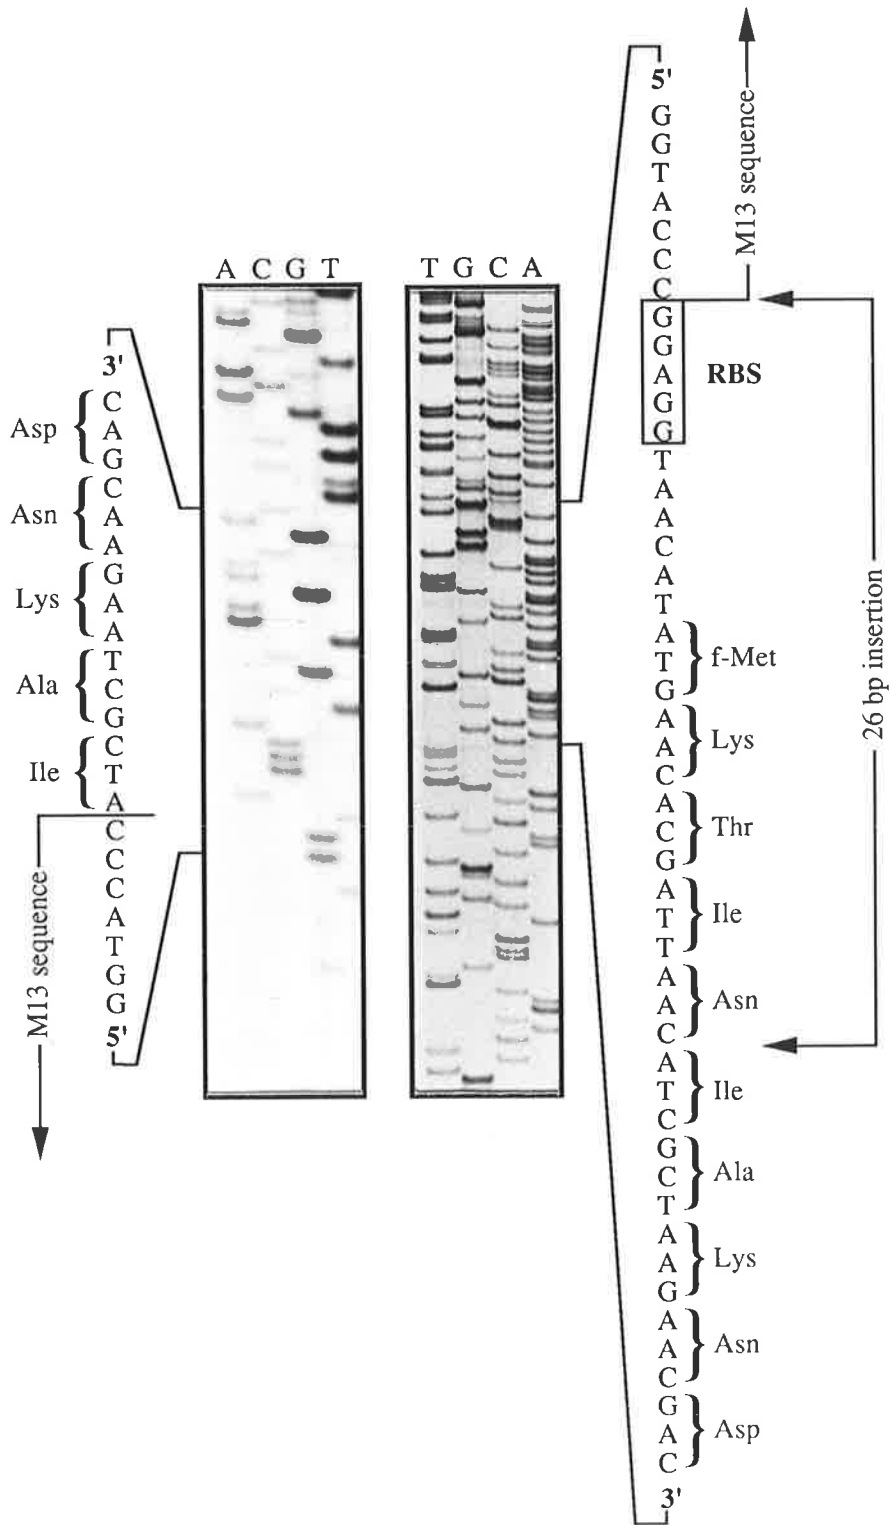 A C G T
3'
C
A
G
Asp
C
A
A
Asn
G
A
A
Lys
T
C
G
Ala
C
T
A
Ile
C
C
C
A
T
G
G
5'
M13 sequence
T G C A
5'
G
G
T
A
C
C
C
M13 sequence
G
G
A
G
G
RBS
T
A
A
C
A
T
A
T
G
f-Met
A
A
C
Lys
A
C
G
Thr
A
T
T
Ile
A
A
C
Asn
26 bp insertion
A
T
C
Ile
G
C
T
Ala
A
A
G
Lys
A
A
C
Asn
G
A
C
Asp
3'